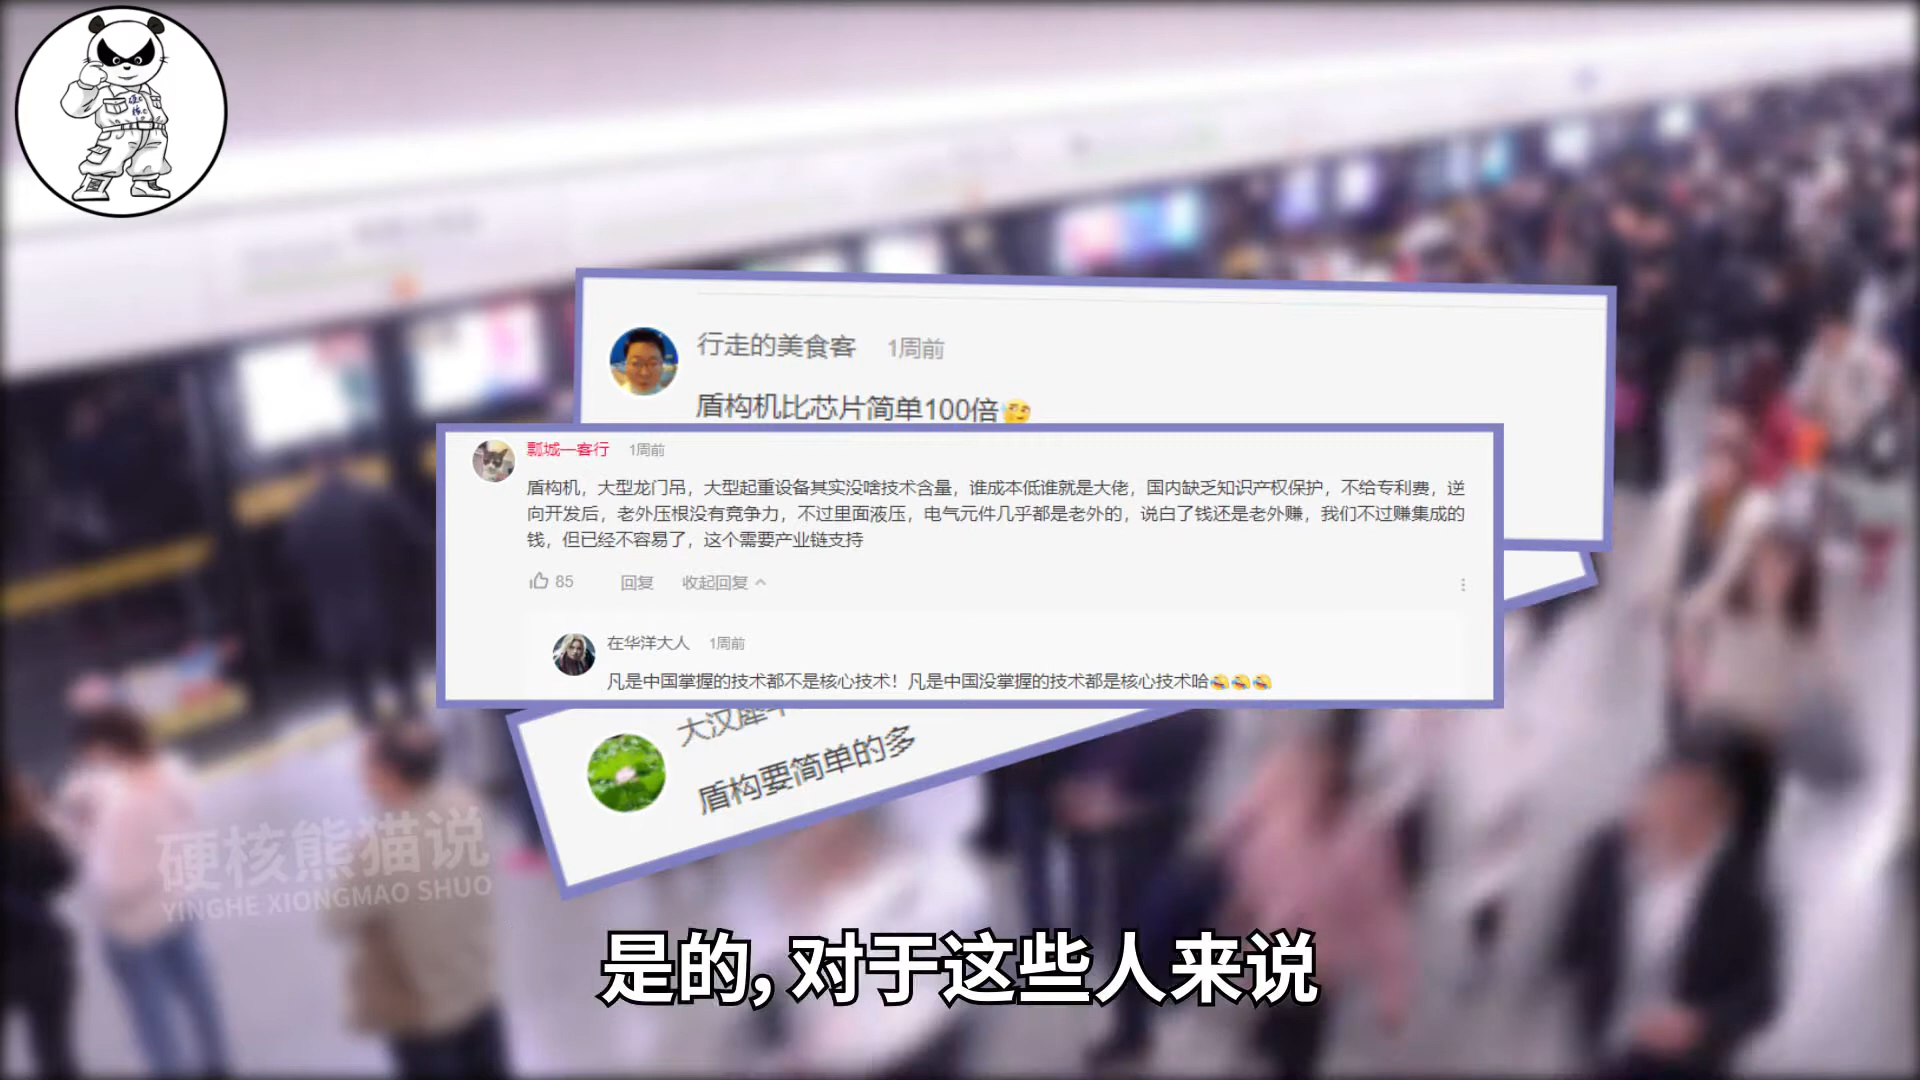 行走的美食客 1周前
盾构机比芯片简单100倍
瓢城一客行 1周前
盾构机，大型龙门吊，大型起重设备其实没啥技术含量，谁成本低谁就是大佬，国内缺乏知识产权保护，不给专利费，逆
向开发后，老外压根没有竞争力，不过里面液压，电气元件几乎都是老外的，说白了钱还是老外赚，我们不过赚集成的
钱，但已经不容易了，这个需要产业链支持
85 回复 收起回复
在华洋大人 1周前
凡是中国掌握的技术都不是核心技术！凡是中国没掌握的技术都是核心技术哈
大汉犀牛
盾构要简单的多
硬核熊猫说
YINGHE XIONGMAO SHUO
是的,对于这些人来说